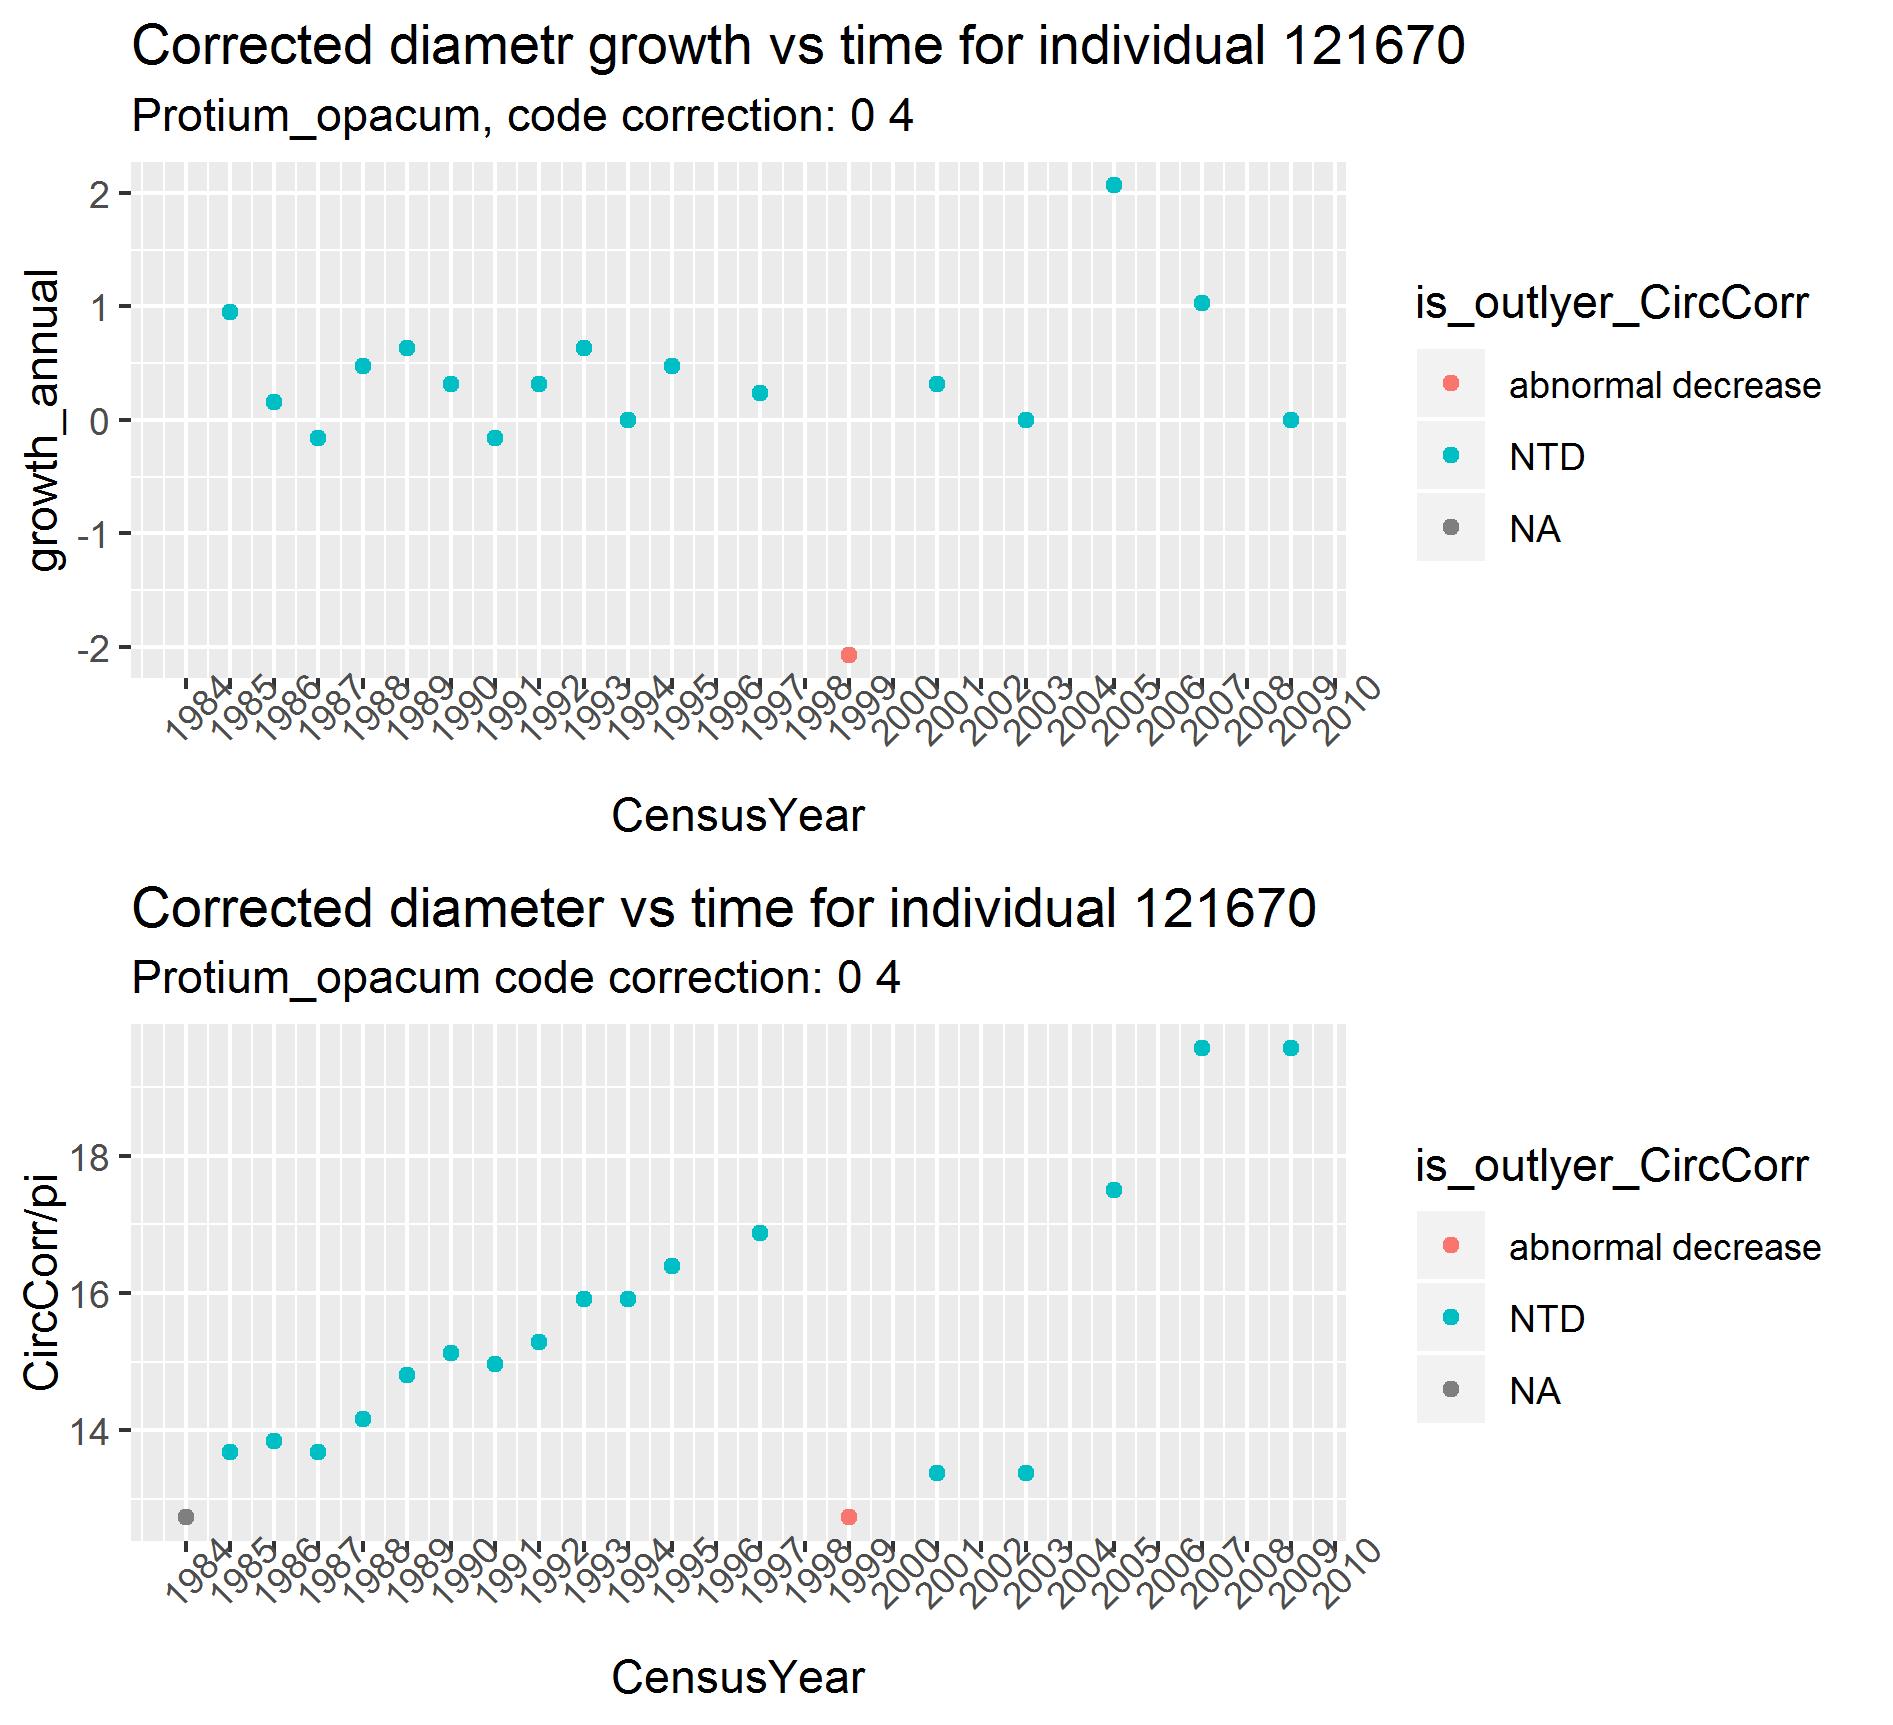 Corrected diametr growth vs time for individual 121670
Protium_opacum, code correction: 0 4
growth_annual
2
1
0
-1
-2
1984 1985 1986 1987 1988 1989 1990 1991 1992 1993 1994 1995 1996 1997 1998 1999 2000 2001 2002 2003 2004 2005 2006 2007 2008 2009 2010
CensusYear
is_outlyer_CircCorr
abnormal decrease
NTD
NA
Corrected diameter vs time for individual 121670
Protium_opacum code correction: 0 4
CircCorr/pi
18
16
14
1984 1985 1986 1987 1988 1989 1990 1991 1992 1993 1994 1995 1996 1997 1998 1999 2000 2001 2002 2003 2004 2005 2006 2007 2008 2009 2010
CensusYear
is_outlyer_CircCorr
abnormal decrease
NTD
NA